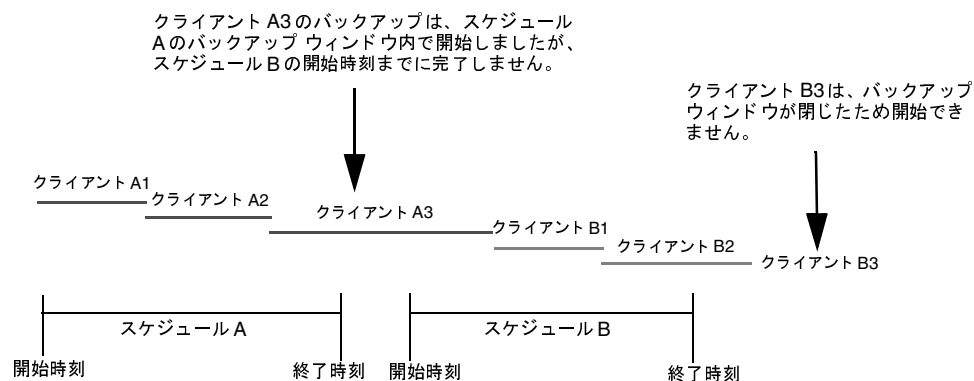 クライアント A3のバックアップは、スケジュール
Aのバックアップ ウィンドウ内で開始しましたが、
スケジュールBの開始時刻までに完了しません。
クライアント B3は、バックアップ
ウィンドウが閉じたため開始でき
ません。
クライアント A1
クライアント A2
クライアント A3
クライアント B1
クライアント B2
クライアント B3
スケジュール A
スケジュール B
開始時刻
終了時刻
開始時刻
終了時刻